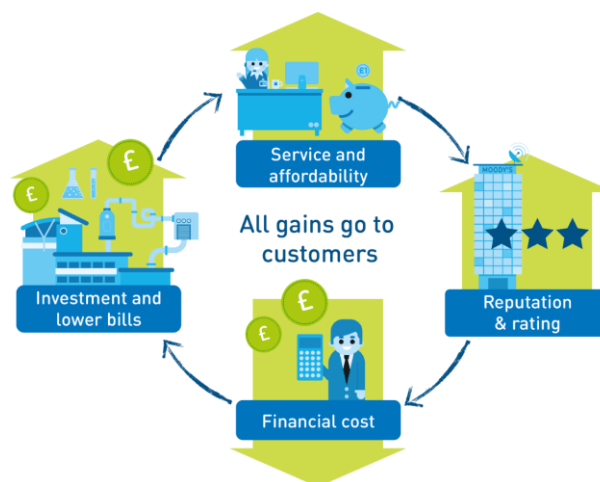 £
£
Service and
affordability
MOODY'S
All gains go to
customers
Investment and
lower bills
Reputation
& rating
£
£
Financial cost